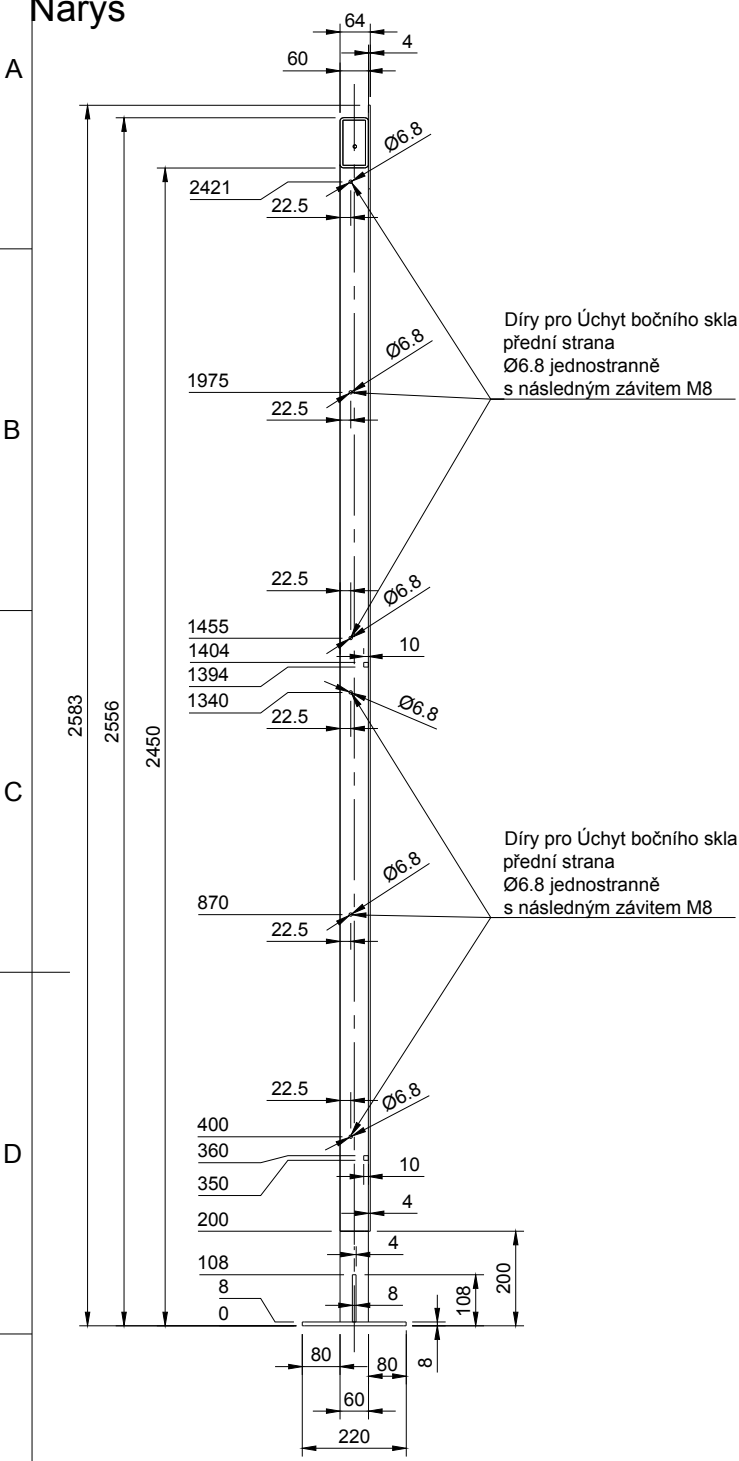 Nárys
64
4
60
A
Ø6.8
2421
22.5
Díry pro Úchyt bočního skla
přední strana
Ø6.8 jednostranně
s následným závitem M8
Ø6.8
1975
22.5
B
22.5
Ø6.8
1455
1404
10
1394
1340
Ø6.8
22.5
2583
2556
2450
C
Díry pro Úchyt bočního skla
přední strana
Ø6.8 jednostranně
s následným závitem M8
Ø6.8
870
22.5
22.5
Ø6.8
400
360
D
10
350
4
200
4
108
200
8
8
108
0
80
80
8
60
220